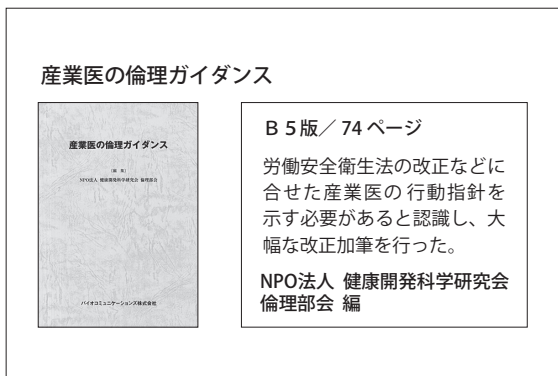 産業医の倫理ガイダンス
産業医の倫理ガイダンス
［編 集］
NPO法人 健康開発科学研究会 倫理部会
バイオコミュニケーションズ株式会社
B 5版／ 74 ページ
労働安全衛生法の改正などに
合せた産業医の 行動指針を
示す必要があると認識し、大
幅な改正加筆を行った。
NPO法人 健康開発科学研究会
倫理部会 編